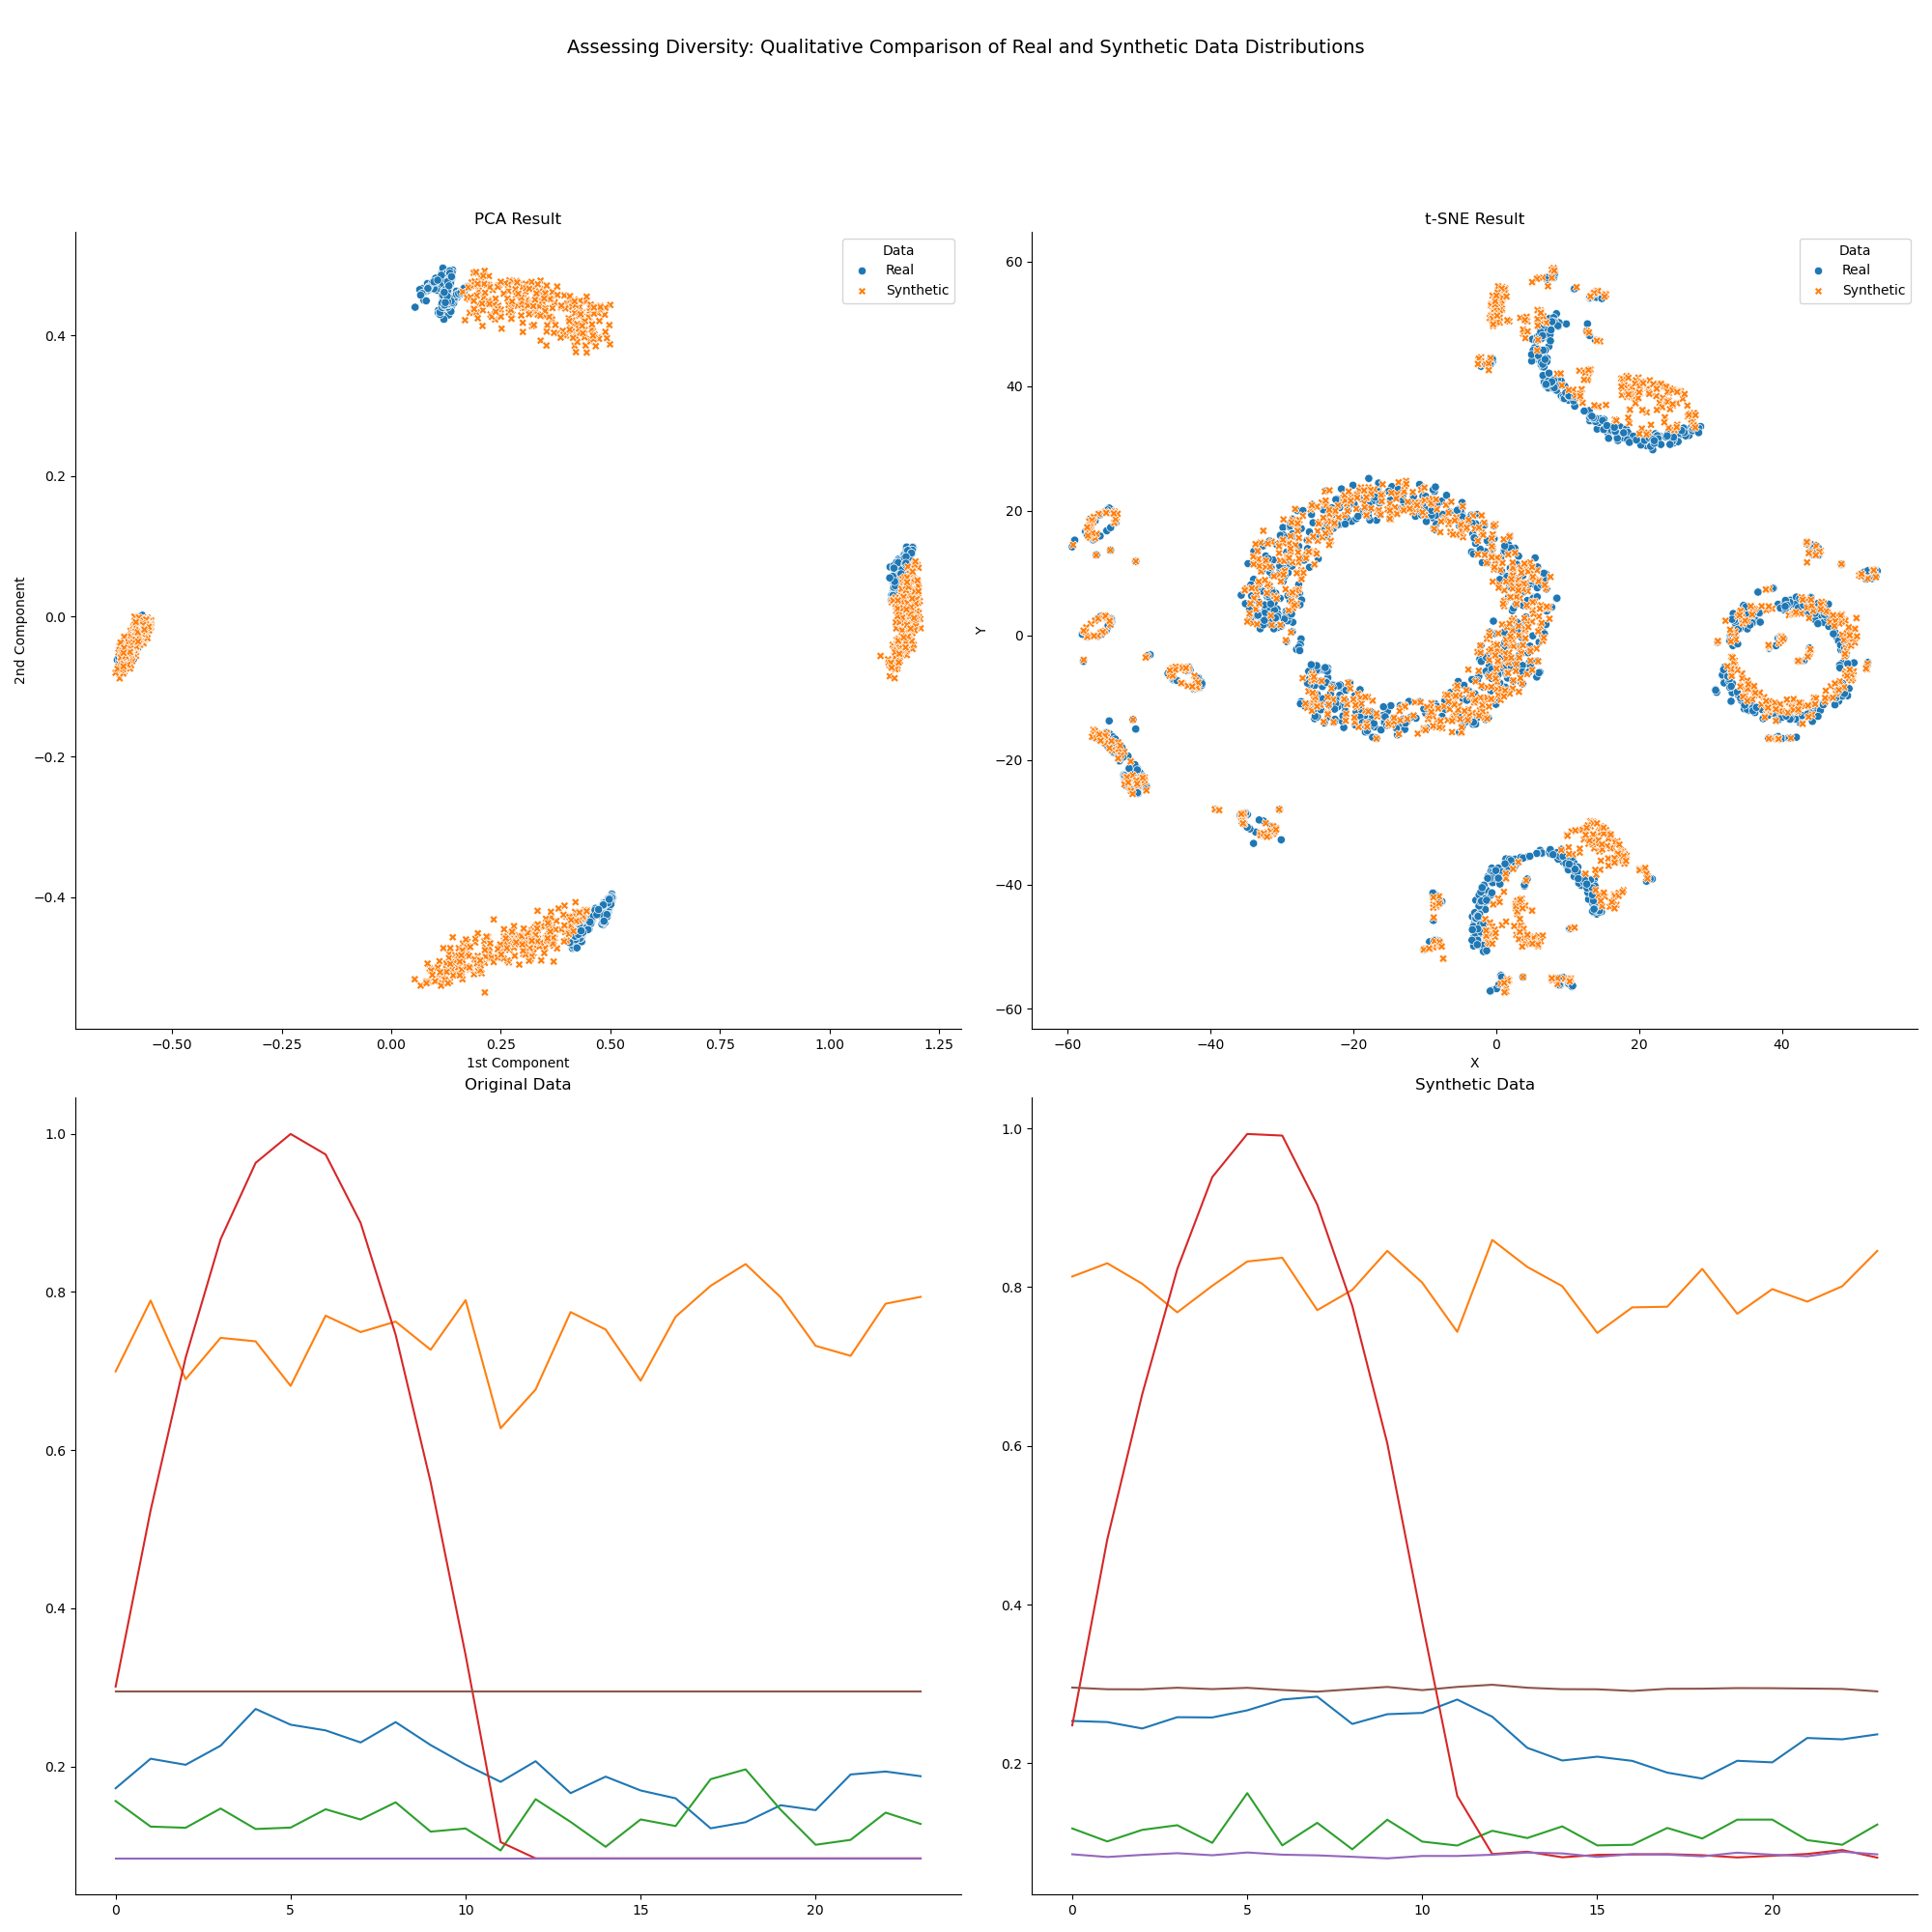 Assessing Diversity: Qualitative Comparison of Real and Synthetic Data Distributions
PCA Result
Data
Real
Synthetic
0.4
0.2
0.0
−0.2
−0.4
2nd Component
−0.50 −0.25 0.00 0.25 0.50 0.75 1.00 1.25
1st Component
t-SNE Result
Data
Real
Synthetic
60
40
20
0
−20
−40
−60
Y
−60 −40 −20 0 20 40
X
Original Data
1.0
0.8
0.6
0.4
0.2
0 5 10 15 20
Synthetic Data
1.0
0.8
0.6
0.4
0.2
0 5 10 15 20